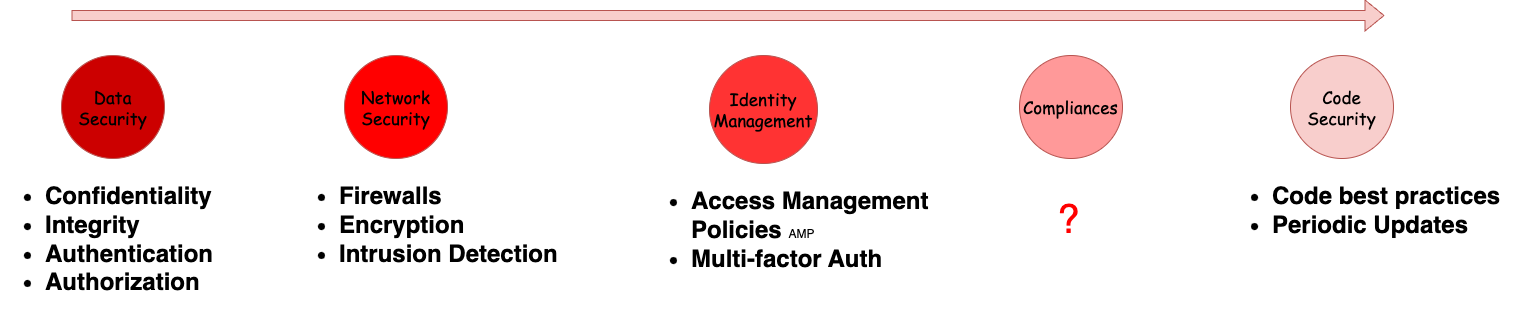 Data
Security
Network
Security
Identity
Management
Compliances
Code
Security
• Confidentiality
• Integrity
• Authentication
• Authorization
• Firewalls
• Encryption
• Intrusion Detection
• Access Management
Policies AMP
• Multi-factor Auth
?
• Code best practices
• Periodic Updates